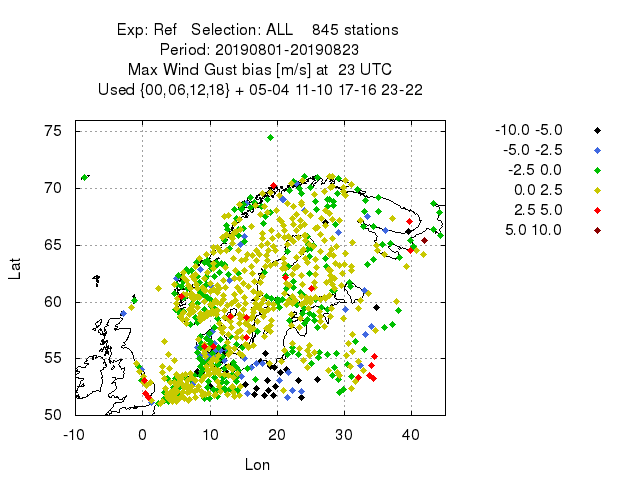 Exp: Ref Selection: ALL 845 stations
Period: 20190801-20190823
Max Wind Gust bias [m/s] at 23 UTC
Used {00,06,12,18} + 05-04 11-10 17-16 23-22
75
70
65
60
55
50
-10 0 10 20 30 40
Lat
Lon
-10.0 -5.0
-5.0 -2.5
-2.5 0.0
0.0 2.5
2.5 5.0
5.0 10.0